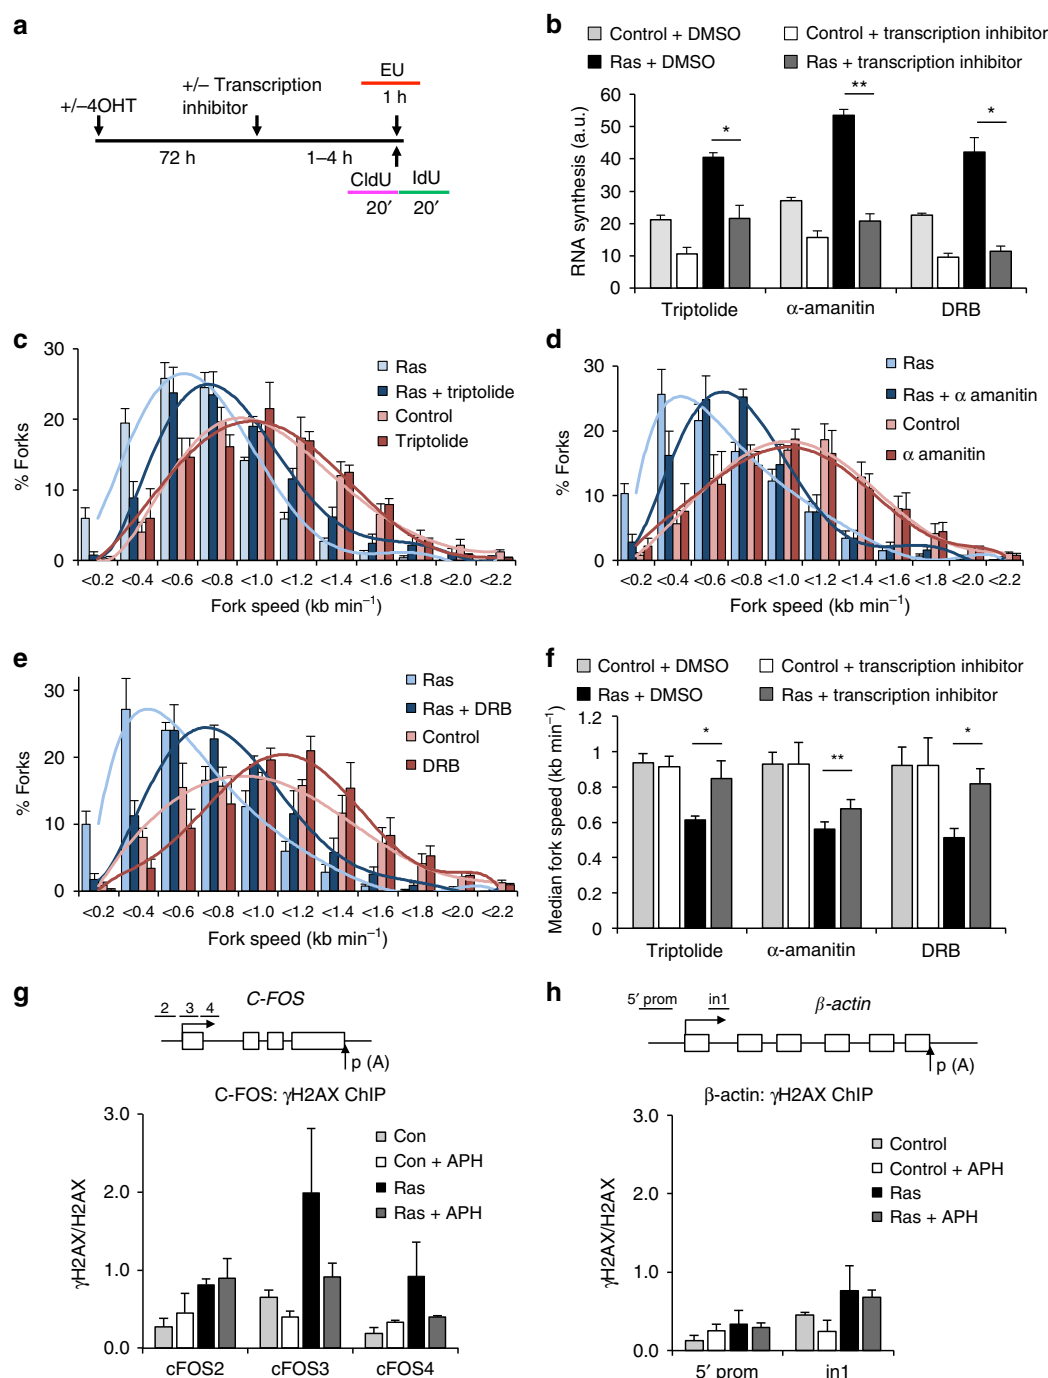 a
EU
+/– Transcription
inhibitor
1 h
+/–4OHT
72 h
1–4 h
CldU
IdU
20′
20′
b
Control + DMSO
Control + transcription inhibitor
Ras + DMSO
Ras + transcription inhibitor
RNA synthesis (a.u.)
60
50
40
30
20
10
0
*
**
*
Triptolide
α-amanitin
DRB
c
% Forks
30
20
10
0
Ras
Ras + triptolide
Control
Triptolide
<0.2 <0.4 <0.6 <0.8 <1.0 <1.2 <1.4 <1.6 <1.8 <2.0 <2.2
Fork speed (kb min⁻¹)
d
% Forks
30
20
10
0
Ras
Ras + α amanitin
Control
α amanitin
<0.2 <0.4 <0.6 <0.8 <1.0 <1.2 <1.4 <1.6 <1.8 <2.0 <2.2
Fork speed (kb min⁻¹)
e
% Forks
30
20
10
0
Ras
Ras + DRB
Control
DRB
<0.2 <0.4 <0.6 <0.8 <1.0 <1.2 <1.4 <1.6 <1.8 <2.0 <2.2
Fork speed (kb min⁻¹)
f
Control + DMSO
Control + transcription inhibitor
Ras + DMSO
Ras + transcription inhibitor
Median fork speed (kb min⁻¹)
1.2
1
0.8
0.6
0.4
0.2
0
*
**
*
Triptolide
α-amanitin
DRB
g
C-FOS
2 3 4
p (A)
C-FOS: γH2AX ChIP
γH2AX/H2AX
3.0
2.0
1.0
0.0
Con
Con + APH
Ras
Ras + APH
cFOS2
cFOS3
cFOS4
h
5′ prom
in1
β-actin
p (A)
β-actin: γH2AX ChIP
γH2AX/H2AX
3.0
2.0
1.0
0.0
Control
Control + APH
Ras
Ras + APH
5′ prom
in1